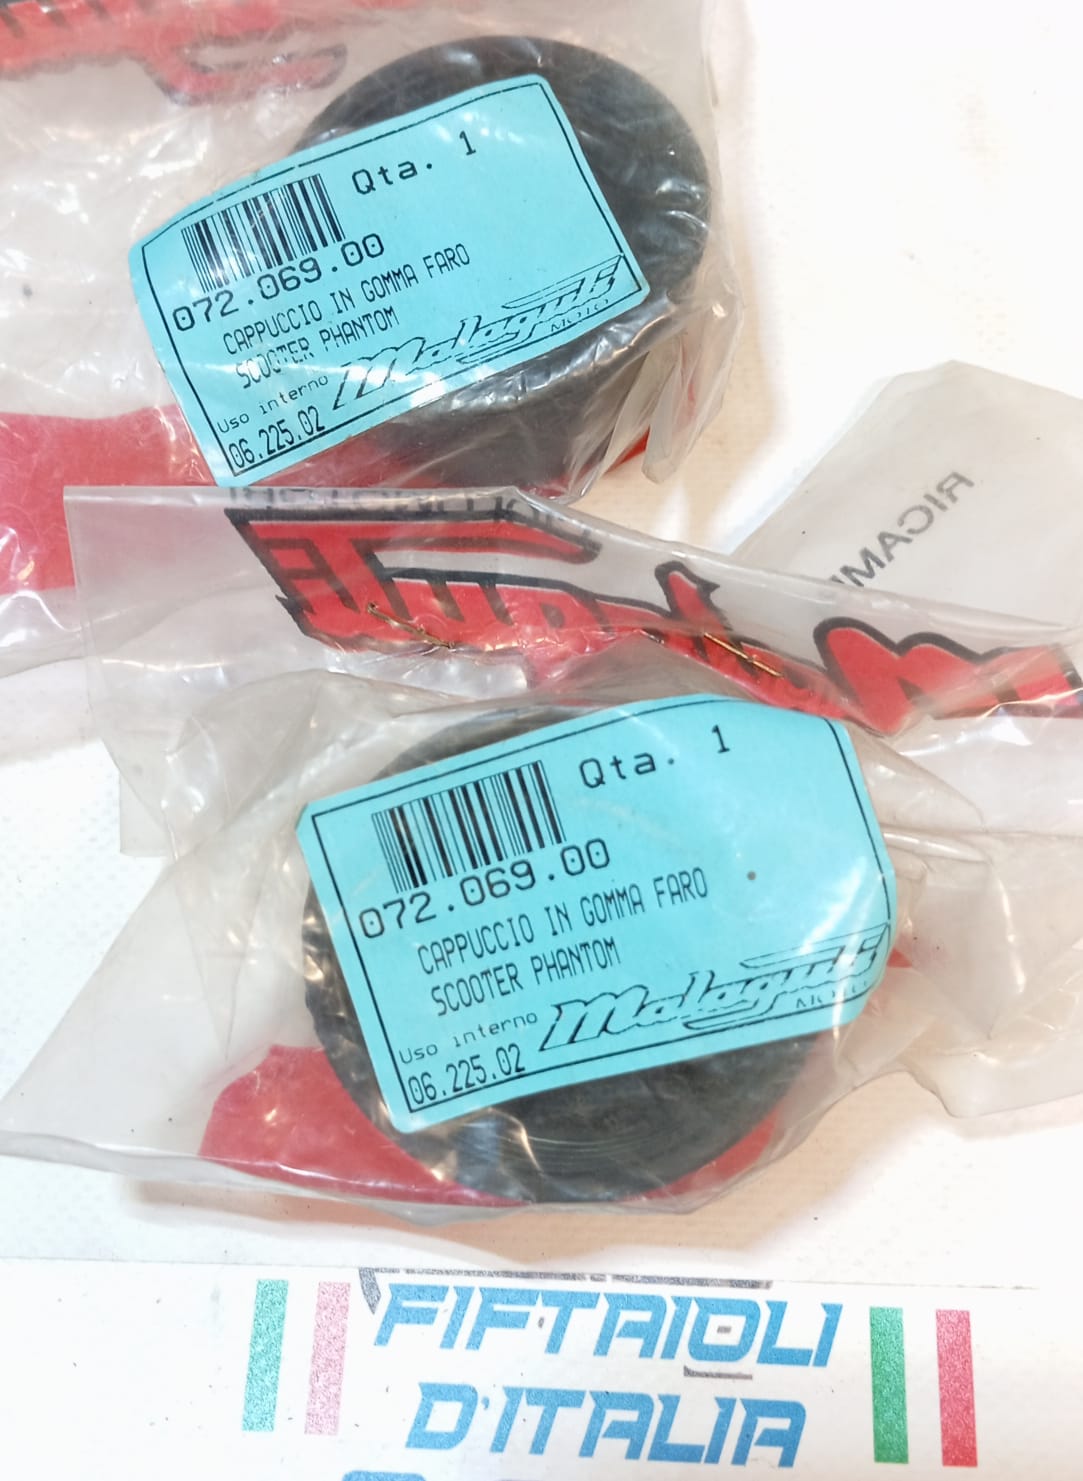 Qta. 1
072.069.00
CAPPUCCIO IN GOMMA FARO
SCOOTER PHANTOM
Uso interno
Malaguti
MOTO
06.225.02
RICAMBI
Qta. 1
072.069.00
CAPPUCCIO IN GOMMA FARO
SCOOTER PHANTOM
Uso interno
Malaguti
MOTO
06.225.02
FIFTAIOLI
D'ITALIA